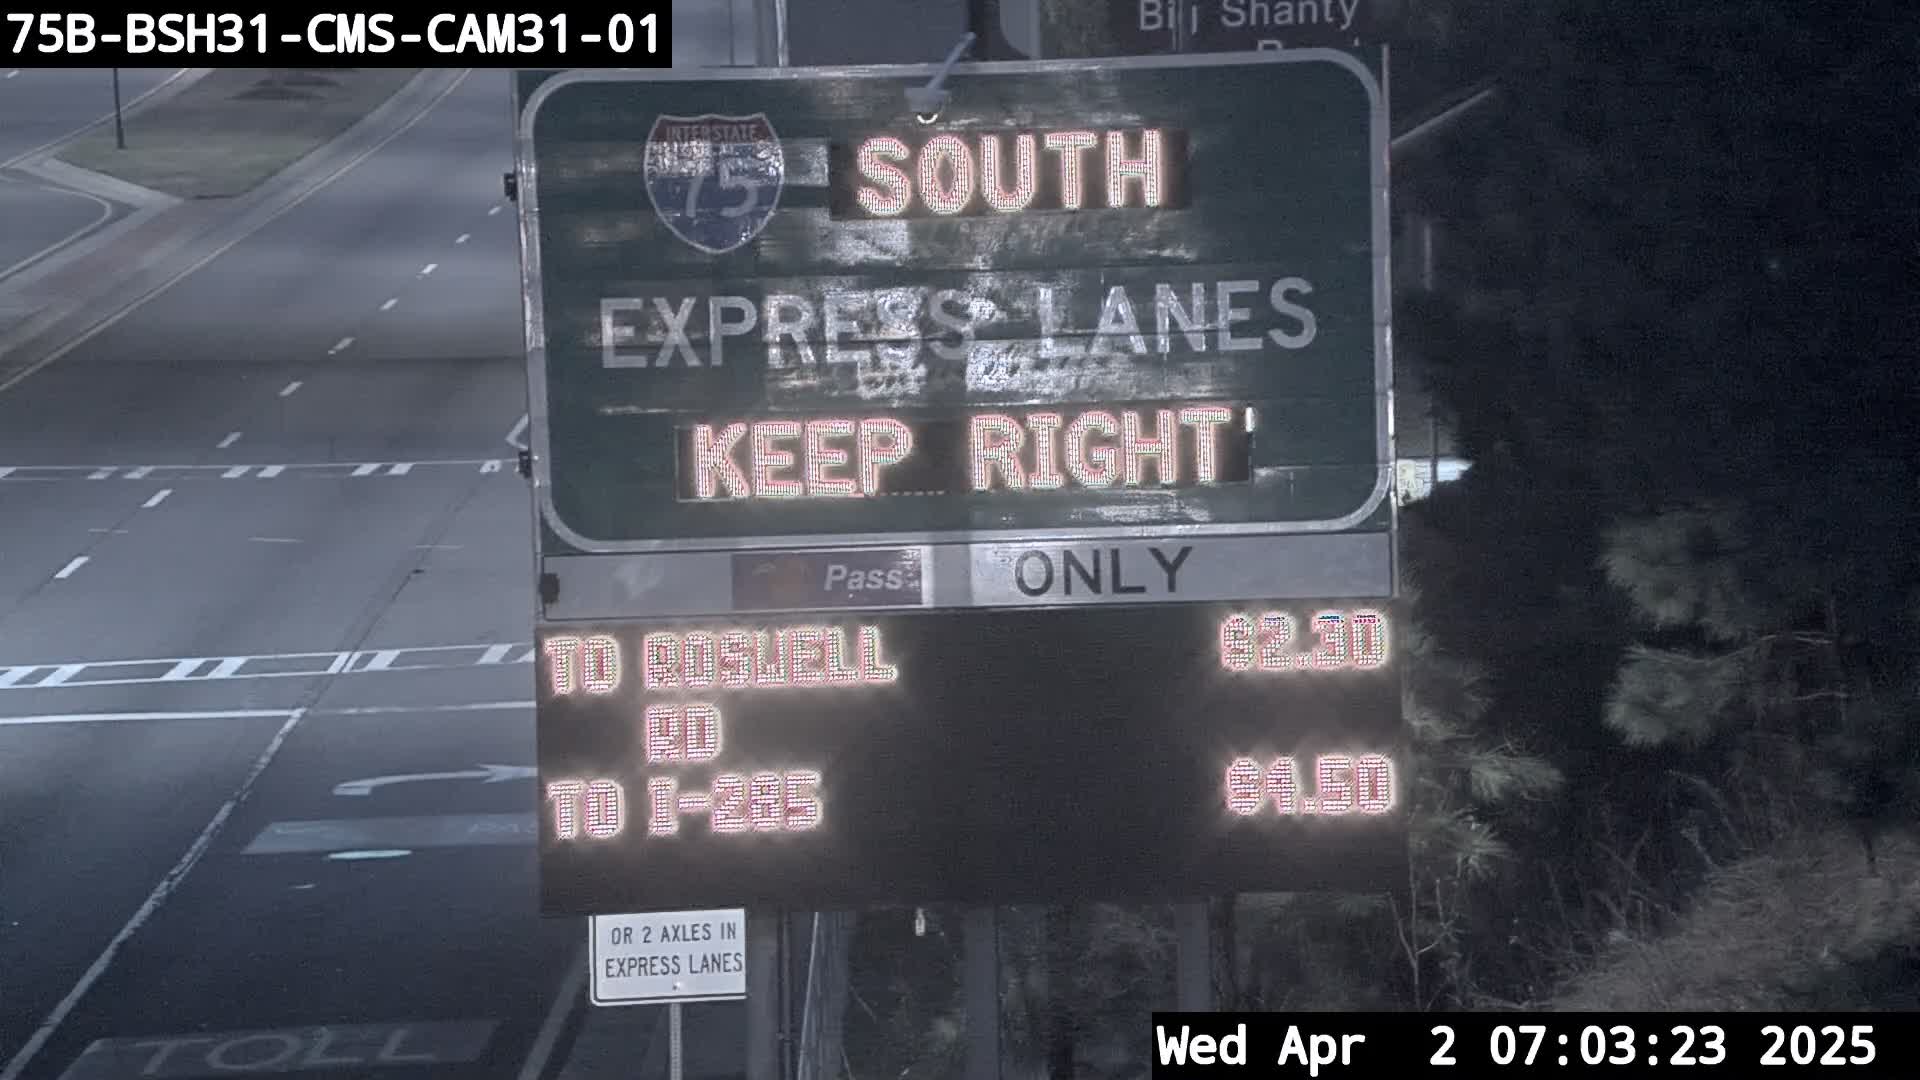 75B-BSH31-CMS-CAM31-01
Big Shanty
INTERSTATE
75
SOUTH
EXPRESS LANES
KEEP RIGHT
Pass ONLY
TO ROSWELL $2.30
RD
TO I-285 $4.50
OR 2 AXLES IN
EXPRESS LANES
TOLL
Wed Apr 2 07:03:23 2025